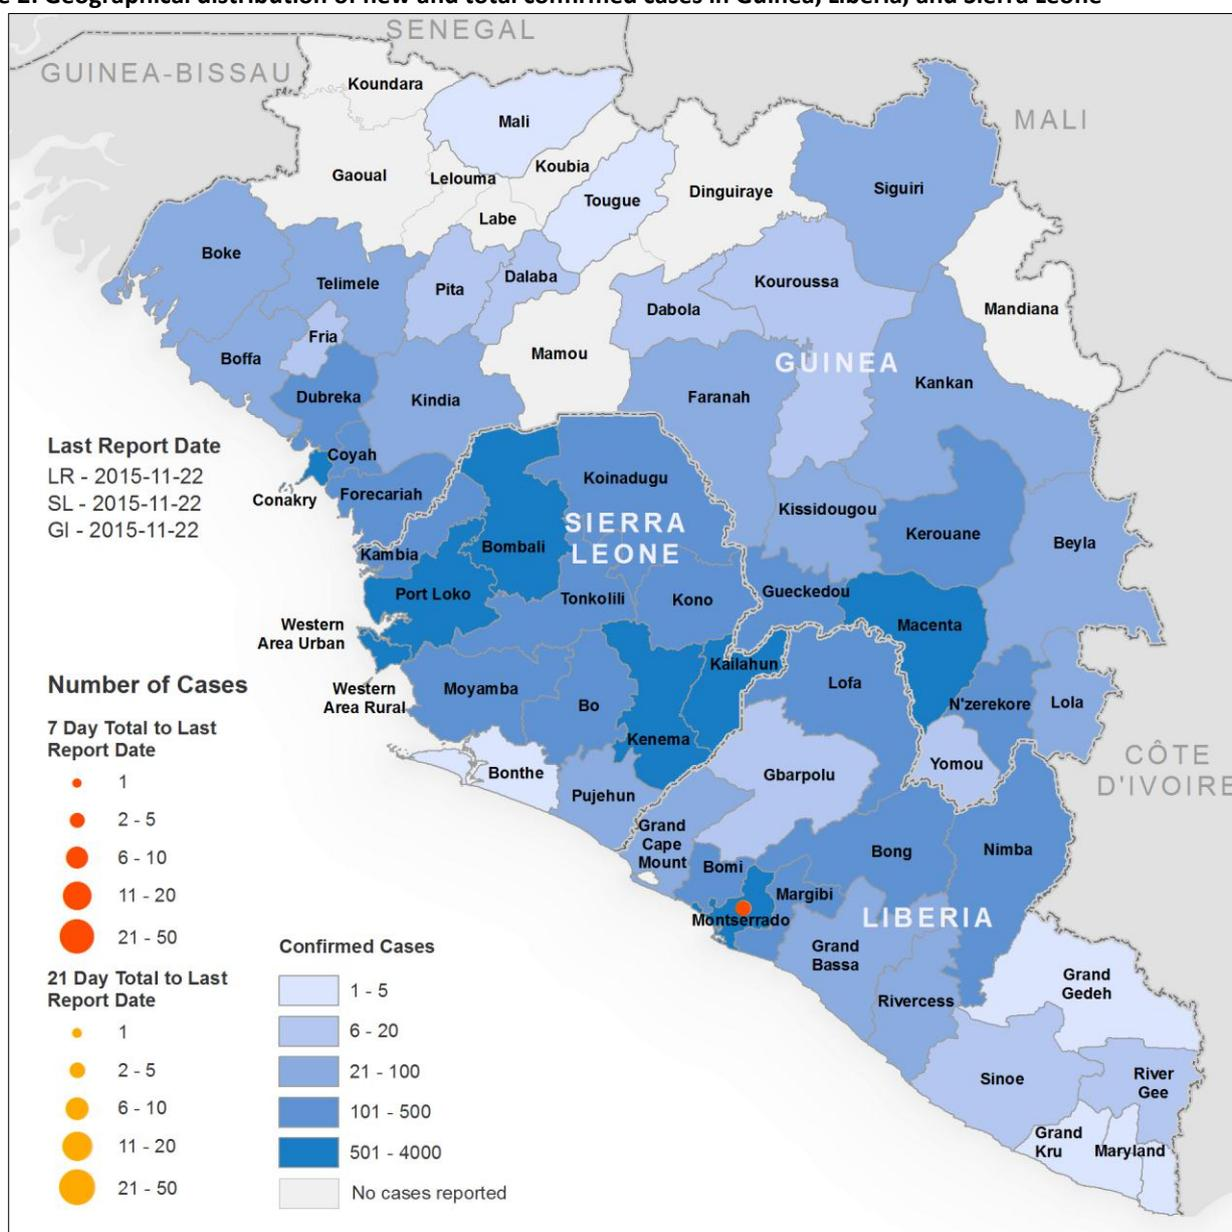 e 2: Geographical distribution of new and total confirmed cases in Guinea, Liberia, and Sierra Leone
SENEGAL
GUINEA-BISSAU
Koundara
MALI
Mali
Koubia
Gaoual
Lelouma
Tougue
Dinguiraye
Siguiri
Labe
Boke
Telimele
Pita
Dalaba
Kouroussa
Dabola
Mandiana
Fria
Boffa
Mamou
GUINEA
Kankan
Dubreka
Kindia
Faranah
Last Report Date
LR - 2015-11-22
SL - 2015-11-22
GI - 2015-11-22
Coyah
Conakry
Forecariah
Koinadugu
Kissidougou
SIERRA
LEONE
Kerouane
Beyla
Kambia
Bombali
Port Loko
Tonkolili
Kono
Gueckedou
Macenta
Western
Area Urban
Kailahun
Western
Area Rural
Moyamba
Bo
Lofa
N'zerekore
Lola
Kenema
Yomou
CÔTE
D'IVOIRE
Bonthe
Pujehun
Gbarpolu
Grand
Cape
Mount
Bomi
Bong
Nimba
Margibi
Montserrado
LIBERIA
Grand
Bassa
Rivercess
Grand
Gedeh
Sinoe
River
Gee
Grand
Kru
Maryland
Number of Cases
7 Day Total to Last
Report Date
1
2 - 5
6 - 10
11 - 20
21 - 50
21 Day Total to Last
Report Date
1
2 - 5
6 - 10
11 - 20
21 - 50
Confirmed Cases
1 - 5
6 - 20
21 - 100
101 - 500
501 - 4000
No cases reported